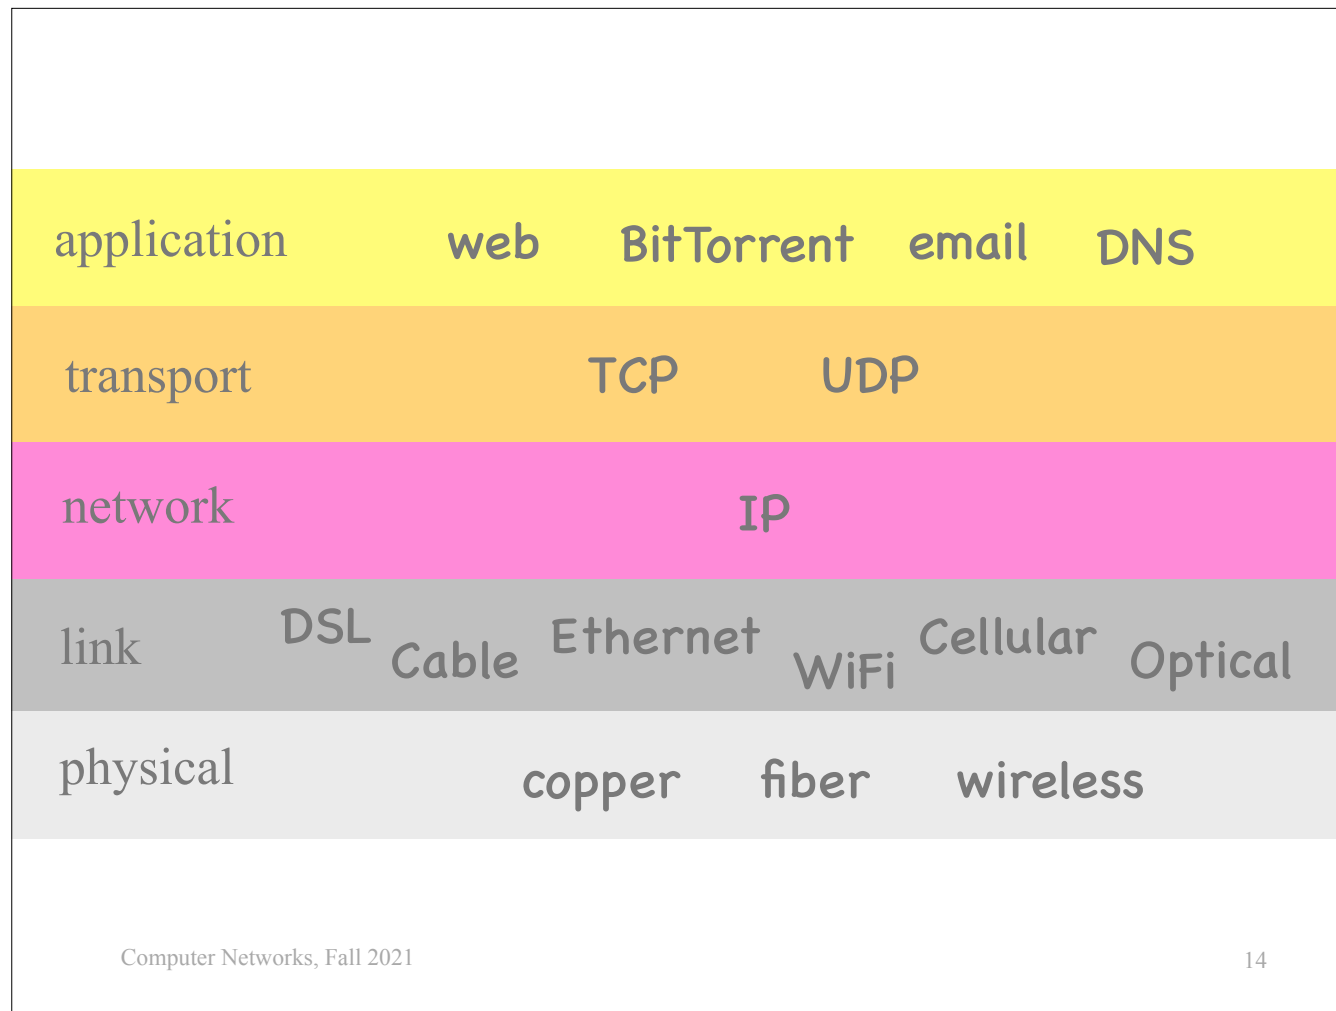 application web BitTorrent email DNS
transport TCP UDP
network IP
link DSL Cable Ethernet WiFi Cellular Optical
physical copper fiber wireless
Computer Networks, Fall 2021 14